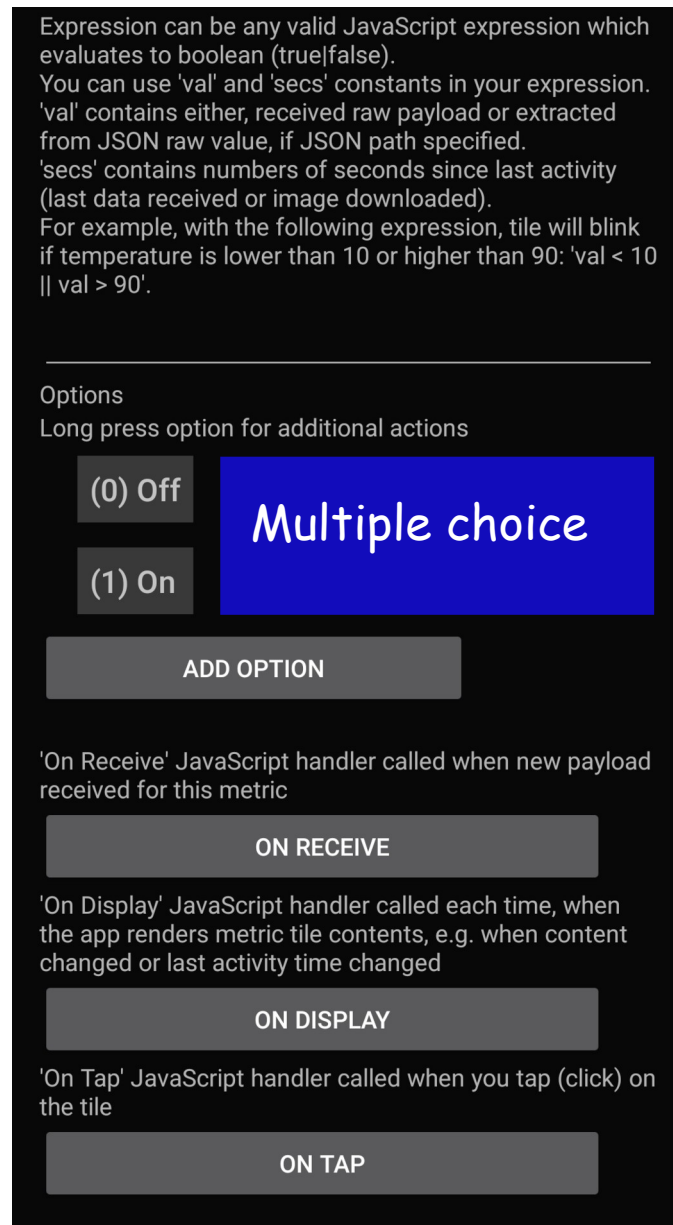 Expression can be any valid JavaScript expression which
evaluates to boolean (true|false).
You can use 'val' and 'secs' constants in your expression.
'val' contains either, received raw payload or extracted
from JSON raw value, if JSON path specified.
'secs' contains numbers of seconds since last activity
(last data received or image downloaded).
For example, with the following expression, tile will blink
if temperature is lower than 10 or higher than 90: 'val < 10
|| val > 90'.
Options
Long press option for additional actions
(0) Off
Multiple choice
(1) On
ADD OPTION
'On Receive' JavaScript handler called when new payload
received for this metric
ON RECEIVE
'On Display' JavaScript handler called each time, when
the app renders metric tile contents, e.g. when content
changed or last activity time changed
ON DISPLAY
'On Tap' JavaScript handler called when you tap (click) on
the tile
ON TAP